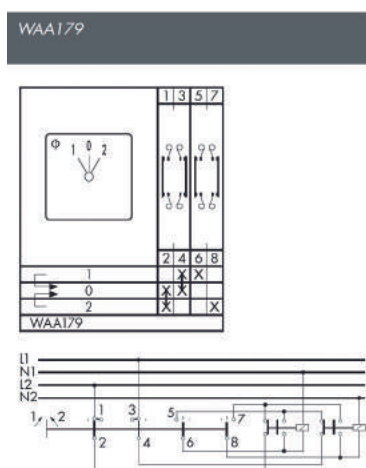 WAA179
1 3 5 7
Φ 1 0 2
2 4 6 8
1 X X
0 X X
2 X X
WAA179
L1
N1
L2
N2
1 2 1 3 5 7
2 4 6 8